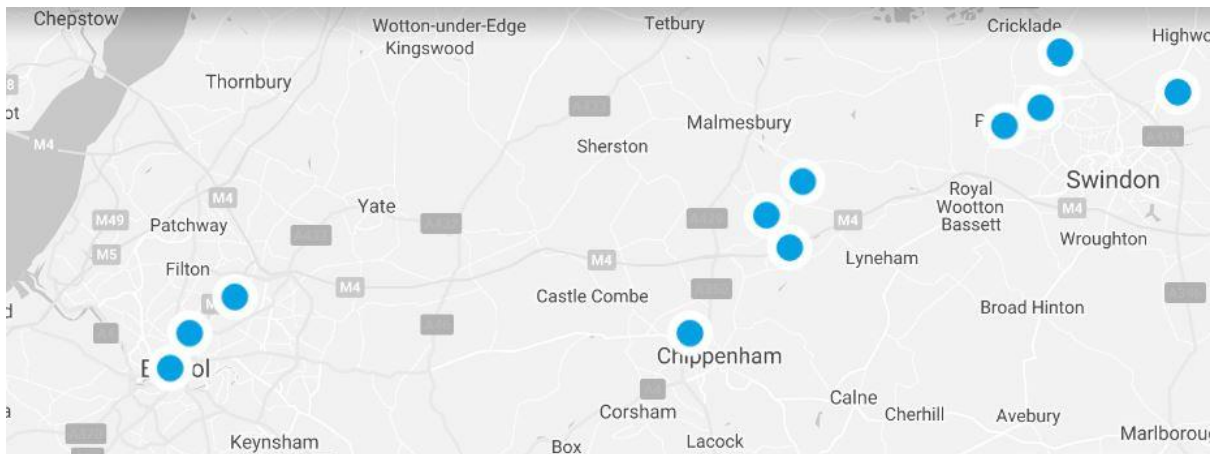 Chepstow
Wotton-under-Edge
Kingswood
Tetbury
Cricklade
Highwo
Thornbury
Malmesbury
Sherston
M4
Swindon
Royal
Wootton
Bassett
M4
Yate
M4
M49
Patchway
M5
M4
Wroughton
Filton
M4
Lyneham
M4
Castle Combe
Broad Hinton
Chippenham
Calne
Corsham
Cherhill
Avebury
Keynsham
Box
Lacock
Marlboroug